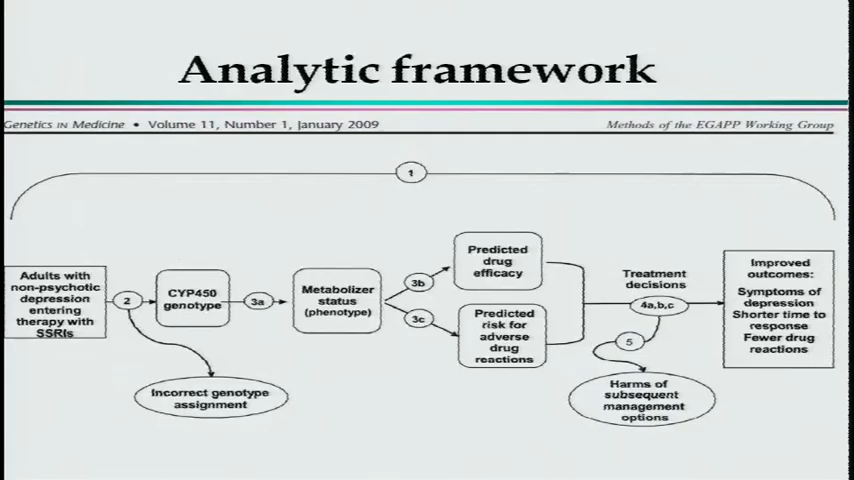 Analytic framework
Genetics in Medicine • Volume 11, Number 1, January 2009
Methods of the EGAPP Working Group
1
Adults with
non-psychotic
depression
entering
therapy with
SSRIs
2
CYP450
genotype
3a
Metabolizer
status
(phenotype)
3b
3c
Predicted
drug
efficacy
Predicted
risk for
adverse
drug
reactions
Treatment
decisions
4a,b,c
5
Improved
outcomes:
Symptoms of
depression
Shorter time to
response
Fewer drug
reactions
Incorrect genotype
assignment
Harms of
subsequent
management
options